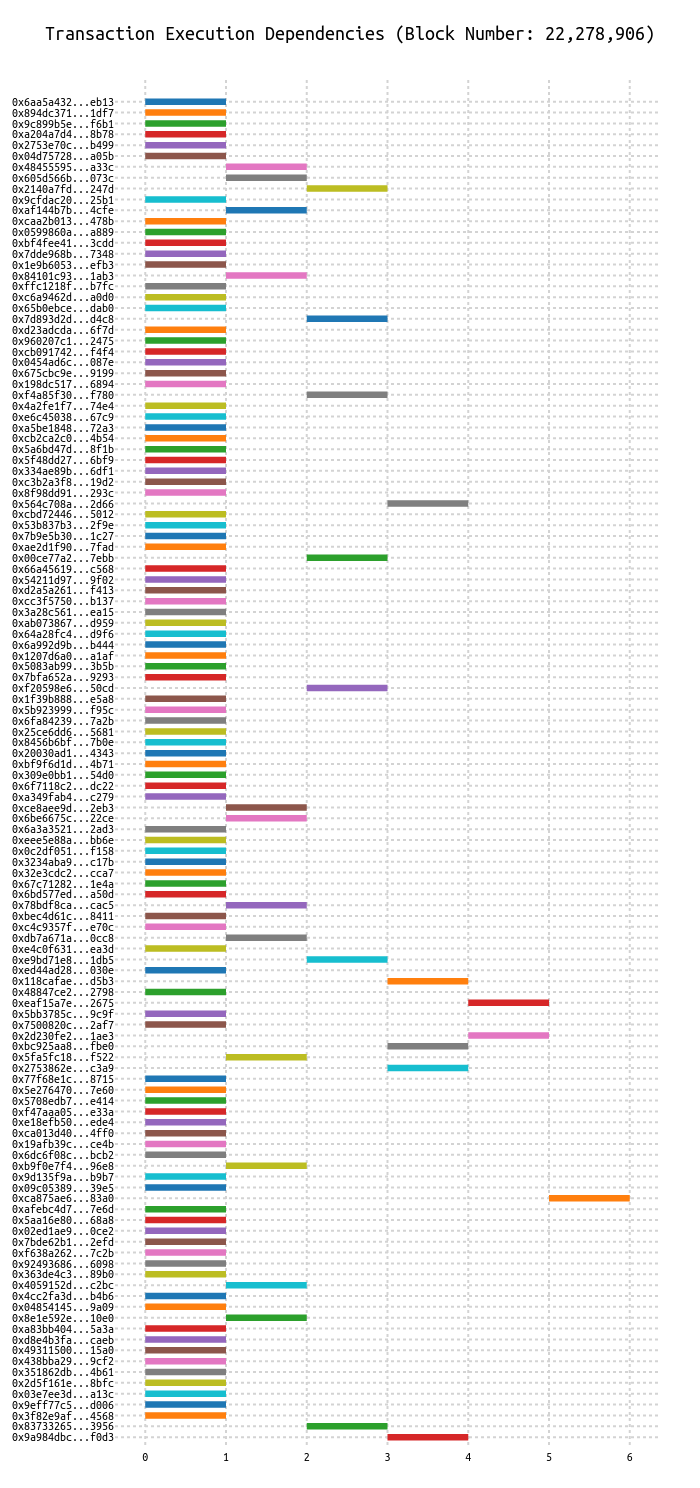 Transaction Execution Dependencies (Block Number: 22,278,906)
0x6aa5a432...eb13
0x894dc371...1df7
0x9c899b5e...f6b1
0xa204a7d4...8b78
0x2753e70c...b499
0x04d75728...a05b
0x48455595...a33c
0x605d566b...073c
0x2140a7fd...247d
0x9cfdac20...25b1
0xaf144b7b...4cfe
0xcaa2b013...478b
0x0599860a...a889
0xbf4fee41...3cdd
0x7dde968b...7348
0x1e9b6053...efb3
0x84101c93...1ab3
0xffc1218f...b7fc
0xc6a9462d...a0d0
0x65b0ebce...dab0
0x7d893d2d...d4c8
0xd23adcda...6f7d
0x960207c1...2475
0xcb091742...f4f4
0x0454ad6c...087e
0x675cbc9e...9199
0x198dc517...6894
0xf4a85f30...f780
0x4a2fe1f7...74e4
0xe6c45038...67c9
0xa5be1848...72a3
0xcb2ca2c0...4b54
0x5a6bd47d...8f1b
0x5f48dd27...6bf9
0x334ae89b...6df1
0xc3b2a3f8...19d2
0x8f98dd91...293c
0x564c708a...2d66
0xcbd72446...5012
0x53b837b3...2f9e
0x7b9e5b30...1c27
0xae2d1f90...7fad
0x00ce77a2...7ebb
0x66a45619...c568
0x54211d97...9f02
0xd2a5a261...f413
0xcc3f5750...b137
0x3a28c561...ea15
0xab073867...d959
0x64a28fc4...d9f6
0x6a992d9b...b444
0x1207d6a0...a1af
0x5083ab99...3b5b
0x7bfa652a...9293
0xf20598e6...50cd
0x1f39b888...e5a8
0x5b923999...f95c
0x6fa84239...7a2b
0x25ce6dd6...5681
0x8456b6bf...7b0e
0x20030ad1...4343
0xbf9f6d1d...4b71
0x309e0bb1...54d0
0x6f7118c2...dc22
0xa349fab4...c279
0xce8aee9d...2eb3
0x6be6675c...22ce
0x6a3a3521...2ad3
0xeee5e88a...bb6e
0x0c2df051...f158
0x3234aba9...c17b
0x32e3cdc2...cca7
0x67c71282...1e4a
0x6bd577ed...a50d
0x78bdf8ca...cac5
0xbec4d61c...8411
0xc4c9357f...e70c
0xdb7a671a...0cc8
0xe4c0f631...ea3d
0xe9bd71e8...1db5
0xed44ad28...030e
0x118cafae...d5b3
0x48847ce2...2798
0xeaf15a7e...2675
0x5bb3785c...9c9f
0x7500820c...2af7
0x2d230fe2...1ae3
0xbc925aa8...fbe0
0x5fa5fc18...f522
0x2753862e...c3a9
0x77f68e1c...8715
0x5e276470...7e60
0x5708edb7...e414
0xf47aaa05...e33a
0xe18efb50...ede4
0xca013d40...4ff0
0x19afb39c...ce4b
0x6dc6f08c...bcb2
0xb9f0e7f4...96e8
0x9d135f9a...b9b7
0x09c05389...39e5
0xca875ae6...83a0
0xafebc4d7...7e6d
0x5aa16e80...68a8
0x02ed1ae9...0ce2
0x7bde62b1...2efd
0xf638a262...7c2b
0x92493686...6098
0x363de4c3...89b0
0x4059152d...c2bc
0x4cc2fa3d...b4b6
0x04854145...9a09
0x8e1e592e...10e0
0xa83bb404...5a3a
0xd8e4b3fa...caeb
0x49311500...15a0
0x438bba29...9cf2
0x351862db...4b61
0x2d5f161e...8bfc
0x03e7ee3d...a13c
0x9eff77c5...d006
0x3f82e9af...4568
0x83733265...3956
0x9a984dbc...f0d3
0 1 2 3 4 5 6